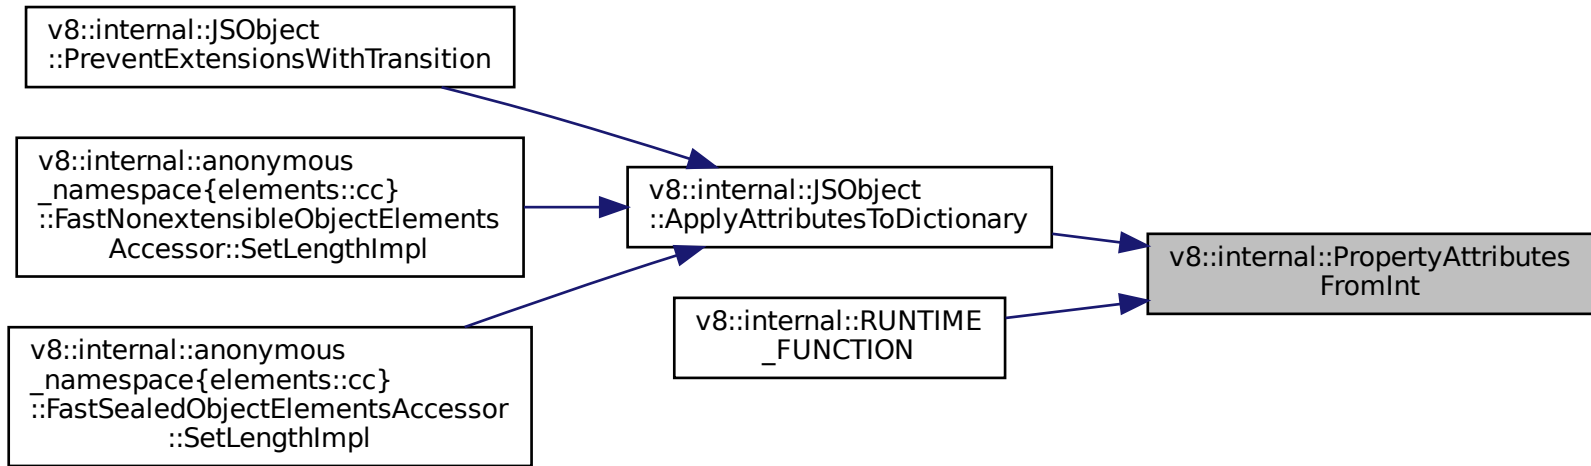 v8::internal::JSObject
::PreventExtensionsWithTransition
v8::internal::anonymous
_namespace{elements::cc}
::FastNonextensibleObjectElements
Accessor::SetLengthImpl
v8::internal::anonymous
_namespace{elements::cc}
::FastSealedObjectElementsAccessor
::SetLengthImpl
v8::internal::JSObject
::ApplyAttributesToDictionary
v8::internal::RUNTIME
_FUNCTION
v8::internal::PropertyAttributes
FromInt